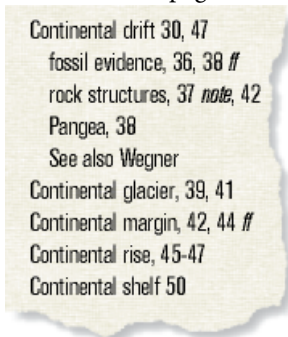 Continental drift 30, 47
fossil evidence, 36, 38 ff
rock structures, 37 note, 42
Pangea, 38
See also Wegner
Continental glacier, 39, 41
Continental margin, 42, 44 ff
Continental rise, 45-47
Continental shelf 50